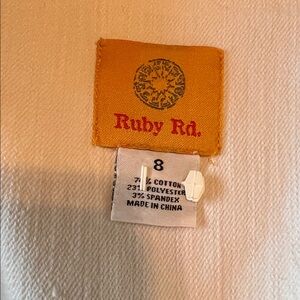 Ruby Rd.
8
COTTON
23% POLYESTER
3% SPANDEX
MADE IN CHINA